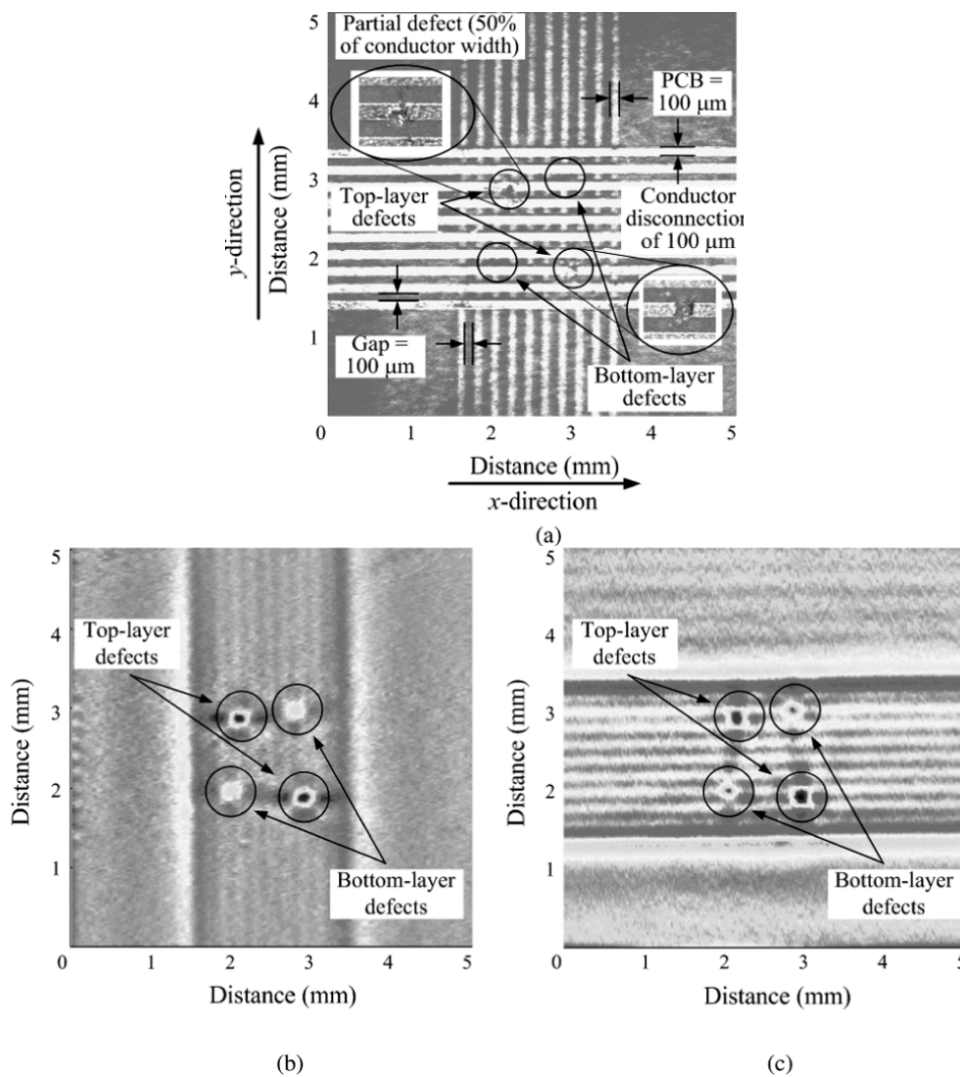 5
Partial defect (50%
of conductor width)
PCB =
100 μm
4
y-direction
Distance (mm)
3
Top-layer
defects
Conductor
disconnection
of 100 μm
2
1
Gap =
100 μm
Bottom-layer
defects
0 1 2 3 4 5
Distance (mm)
x-direction
(a)
5
4
Top-layer
defects
3
Distance (mm)
2
1
Bottom-layer
defects
0 1 2 3 4 5
Distance (mm)
(b)
5
4
Top-layer
defects
3
Distance (mm)
2
1
Bottom-layer
defects
0 1 2 3 4 5
Distance (mm)
(c)